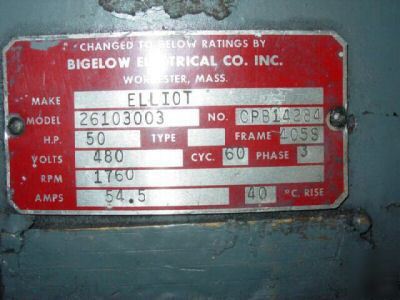 CHANGED TO BELOW RATINGS BY
BIGELOW ELECTRICAL CO. INC.
WORCESTER, MASS.
MAKE ELLIOT
MODEL 26103003 NO. CPB14284
H.P. 50 TYPE FRAME 405S
VOLTS 480 CYC. 60 PHASE 3
RPM 1760
AMPS 54.5 40 °C. RISE